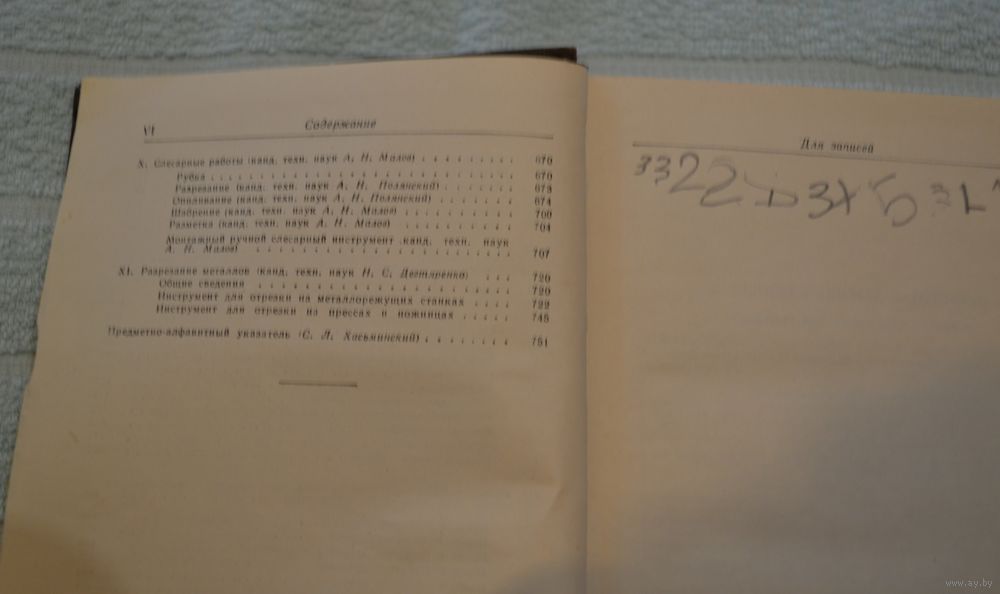 VI Содержание
X. Слесарные работы (канд. техн. наук А. Н. Малов) . . . . . . . . 670
Рубка . . . . . . . . . . . . . . . . . . . . . . 670
Разрезание (канд. техн. наук А. Н. Полянский) . . . . . . 673
Опиливание (канд. техн. наук А. Н. Полянский) . . . . . . 674
Шабрение (канд. техн. наук А. Н. Малов) . . . . . . . . 700
Разметка (канд. техн. наук А. Н. Малов) . . . . . . . . 704
Монтажный ручной слесарный инструмент (канд. техн. наук
А. Н. Малов) . . . . . . . . . . . . . . . . . . 707
XI. Разрезание металлов (канд. техн. наук Н. С. Дегтяренко) . . . 720
Общие сведения . . . . . . . . . . . . . . . . . . 720
Инструмент для отрезки на металлорежущих станках . . . . 722
Инструмент для отрезки на прессах и ножницах . . . . . 745
Предметно-алфавитный указатель (С. Л. Хасьминский) . . . . . . . . 751
Для записей
www.ay.by